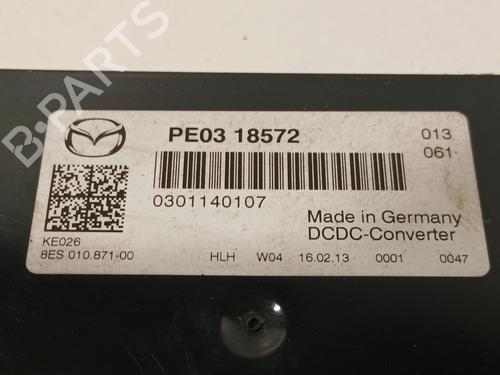 PE03 18572
013
061
0301140107
Made in Germany
DCDC-Converter
KE026
8ES 010.871-00 HLH W04 16.02.13 0001 0047
B-PARTS